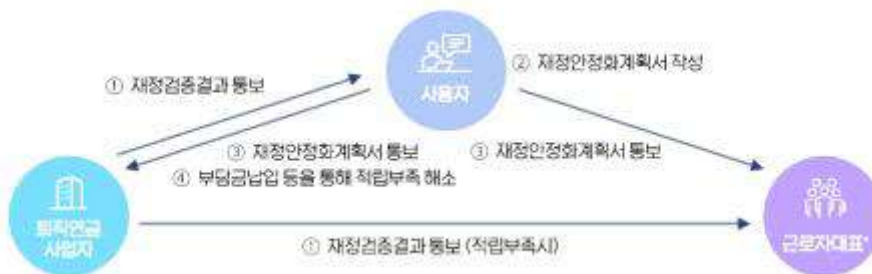 ② 재정안정화계획서 작성
사용자
① 재정검증결과 통보
③ 재정안정화계획서 통보
③ 재정안정화계획서 통보
④ 부담금납입 등을 통해 적립부족 해소
퇴직연금
사업자
① 재정검증결과 통보 (적립부족시)
근로자대표*